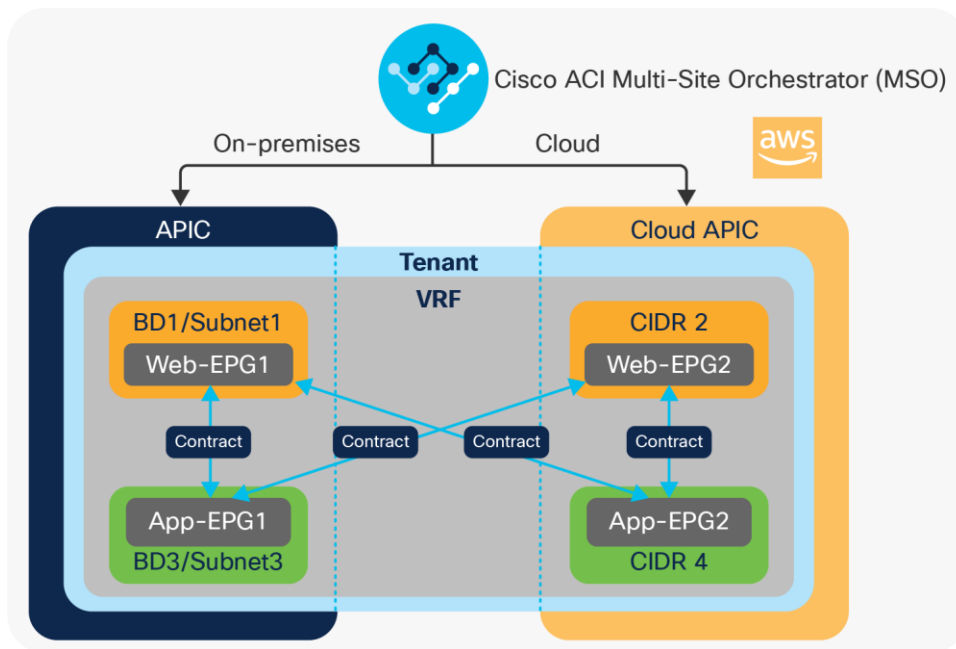 Cisco ACI Multi-Site Orchestrator (MSO)
On-premises
Cloud
aws
APIC
Cloud APIC
Tenant
VRF
BD1/Subnet1
CIDR 2
Web-EPG1
Web-EPG2
Contract
Contract
Contract
Contract
App-EPG1
App-EPG2
BD3/Subnet3
CIDR 4